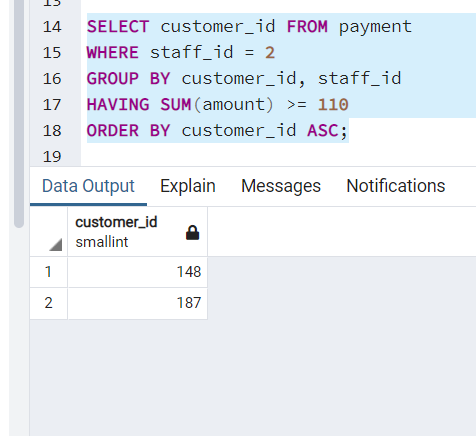 13
14 SELECT customer_id FROM payment
15 WHERE staff_id = 2
16 GROUP BY customer_id, staff_id
17 HAVING SUM(amount) >= 110
18 ORDER BY customer_id ASC;
19
Data Output Explain Messages Notifications
customer_id
smallint
1 148
2 187